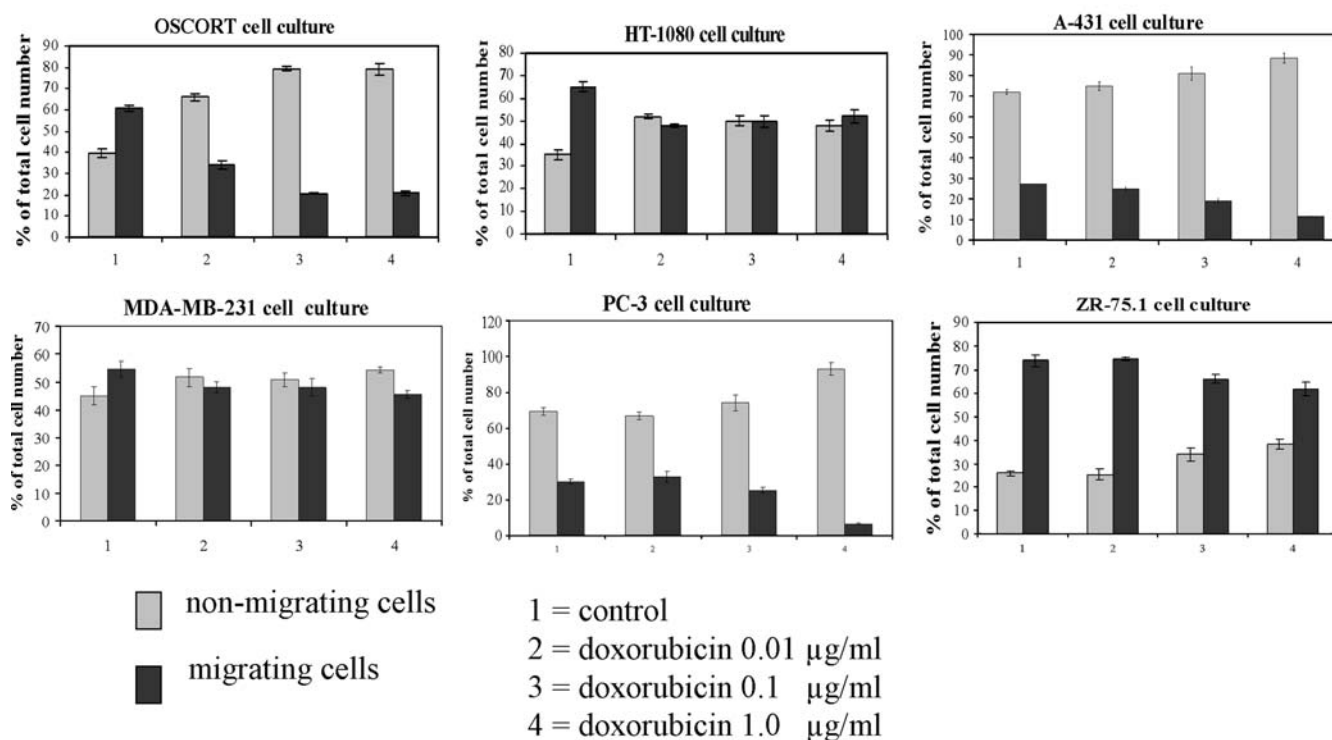 OSCORT cell culture
% of total cell number
90
80
70
60
50
40
30
20
10
0
1 2 3 4
HT-1080 cell culture
% of total cell number
80
70
60
50
40
30
20
10
0
1 2 3 4
A-431 cell culture
% of total cell number
100
90
80
70
60
50
40
30
20
10
0
1 2 3 4
MDA-MB-231 cell culture
% of total cell number
70
60
50
40
30
20
10
0
1 2 3 4
PC-3 cell culture
% of total cell number
120
100
80
60
40
20
0
1 2 3 4
ZR-75.1 cell culture
% of total cell number
90
80
70
60
50
40
30
20
10
0
1 2 3 4
non-migrating cells
migrating cells
1 = control
2 = doxorubicin 0.01 µg/ml
3 = doxorubicin 0.1 µg/ml
4 = doxorubicin 1.0 µg/ml